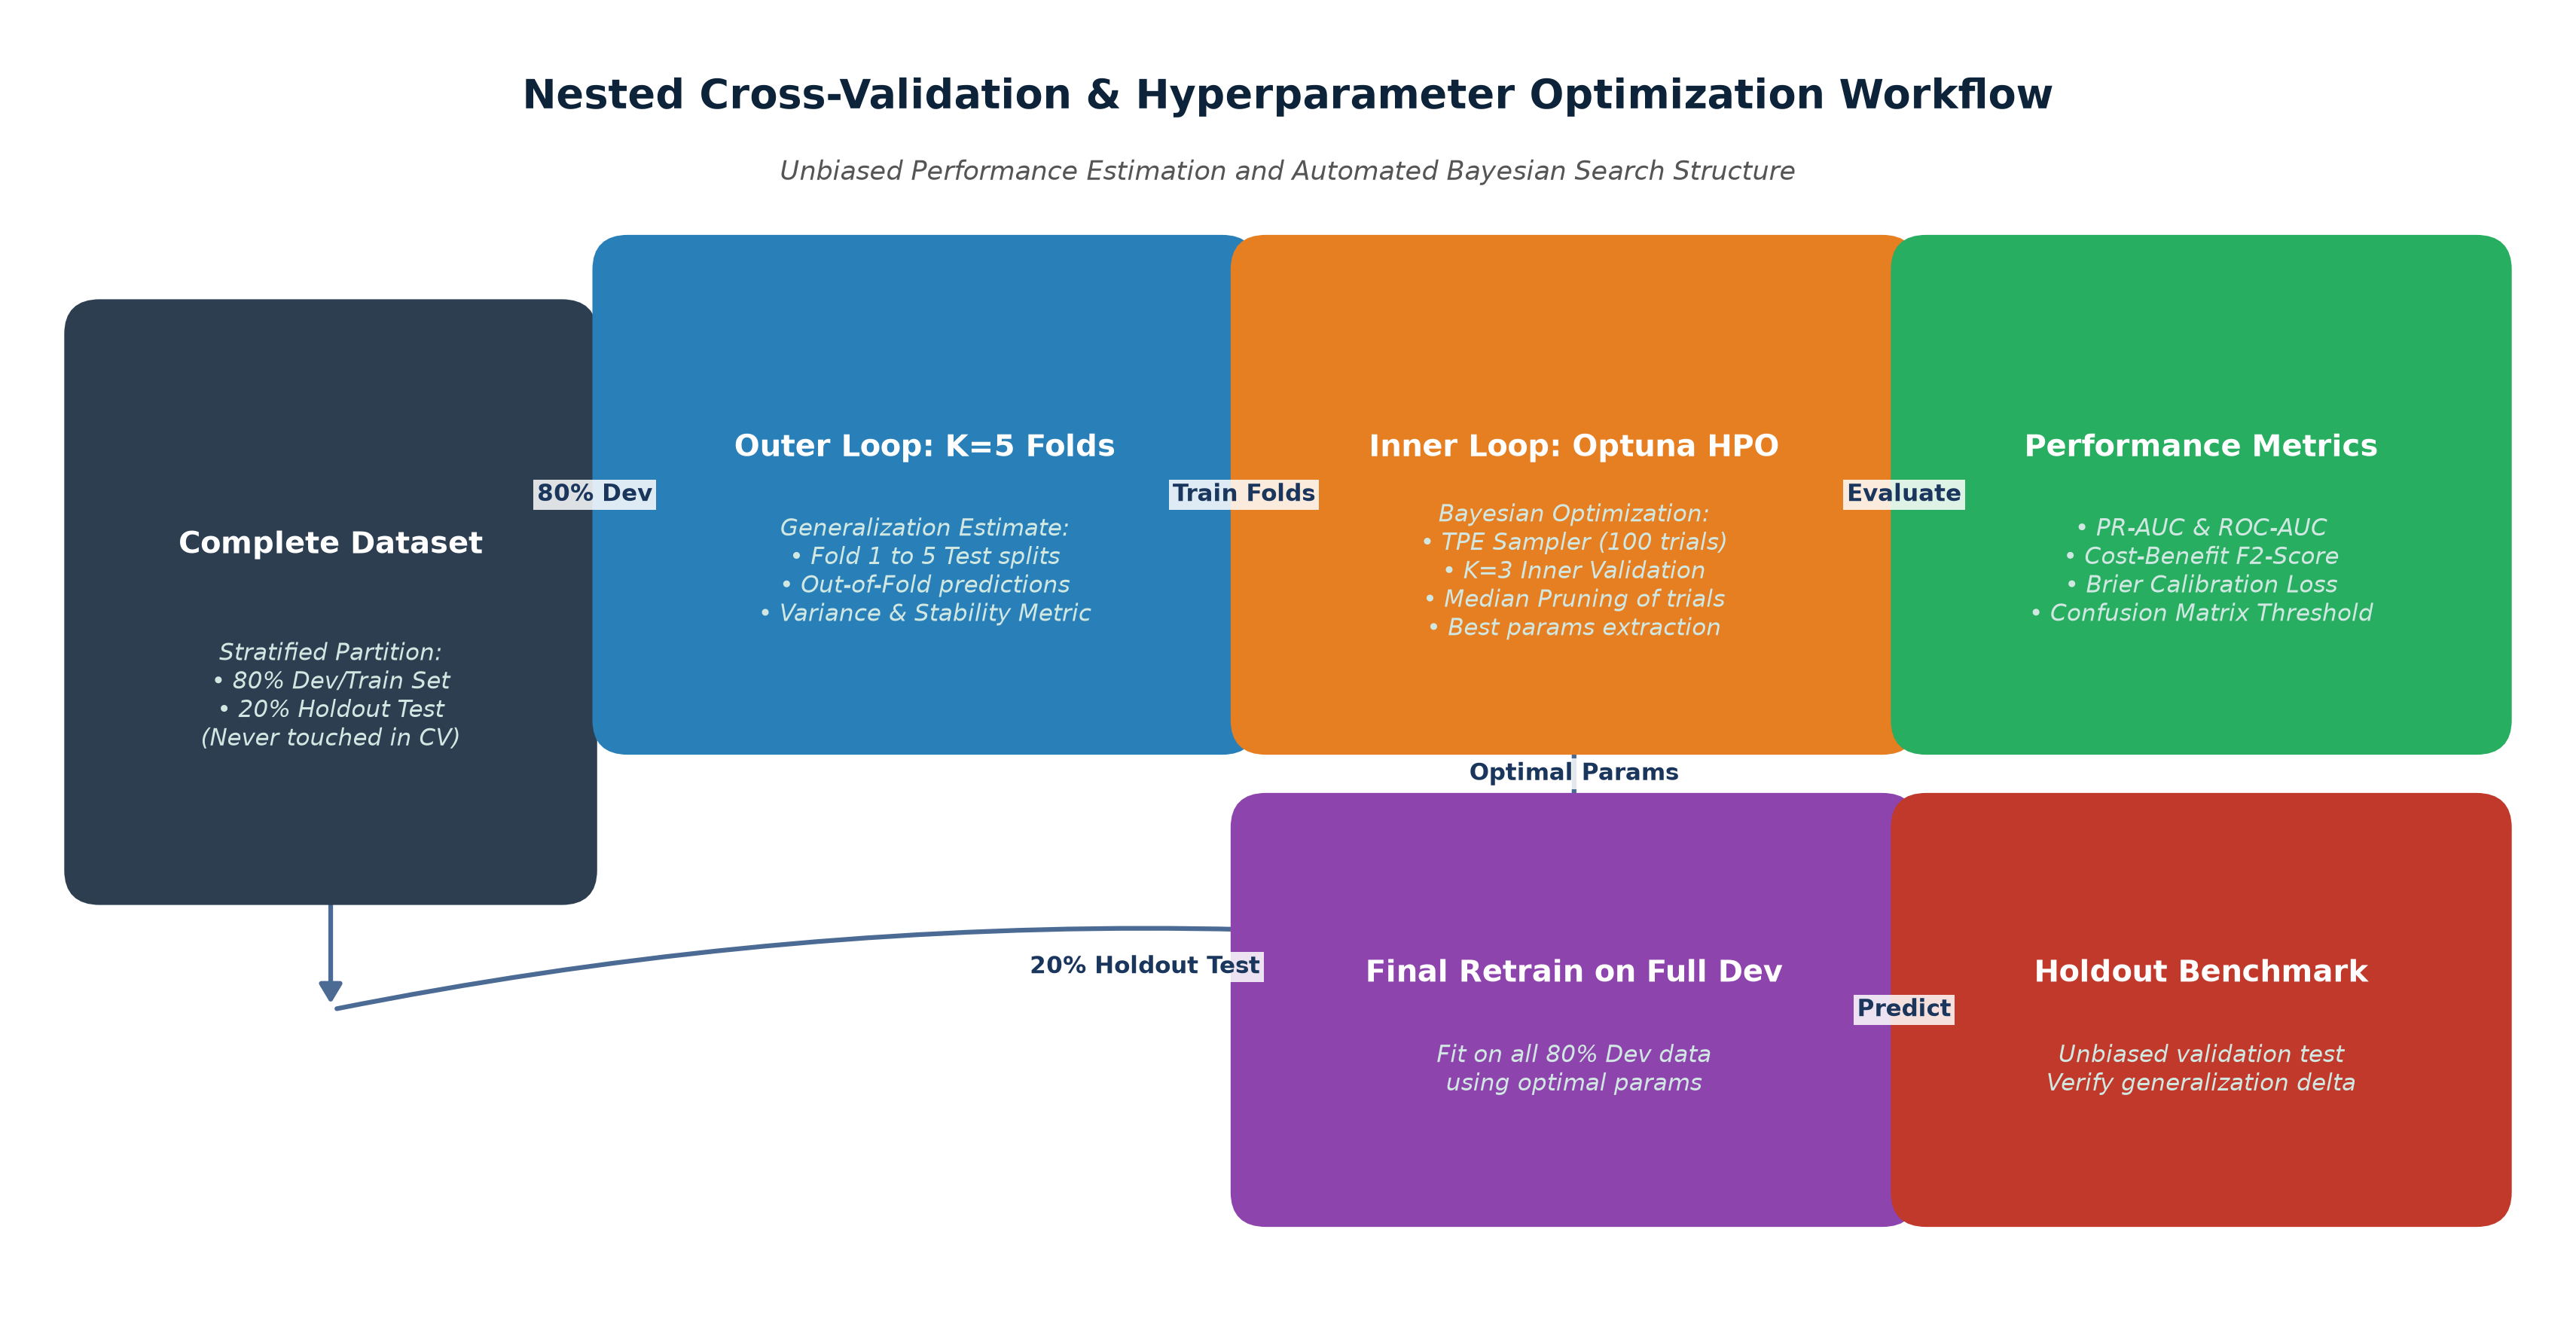 Nested Cross-Validation & Hyperparameter Optimization Workflow
Unbiased Performance Estimation and Automated Bayesian Search Structure
Complete Dataset
Stratified Partition:
• 80% Dev/Train Set
• 20% Holdout Test
(Never touched in CV)
80% Dev
Outer Loop: K=5 Folds
Generalization Estimate:
• Fold 1 to 5 Test splits
• Out-of-Fold predictions
• Variance & Stability Metric
Train Folds
Inner Loop: Optuna HPO
Bayesian Optimization:
• TPE Sampler (100 trials)
• K=3 Inner Validation
• Median Pruning of trials
• Best params extraction
Evaluate
Performance Metrics
• PR-AUC & ROC-AUC
• Cost-Benefit F2-Score
• Brier Calibration Loss
• Confusion Matrix Threshold
Optimal Params
20% Holdout Test
Final Retrain on Full Dev
Fit on all 80% Dev data
using optimal params
Predict
Holdout Benchmark
Unbiased validation test
Verify generalization delta